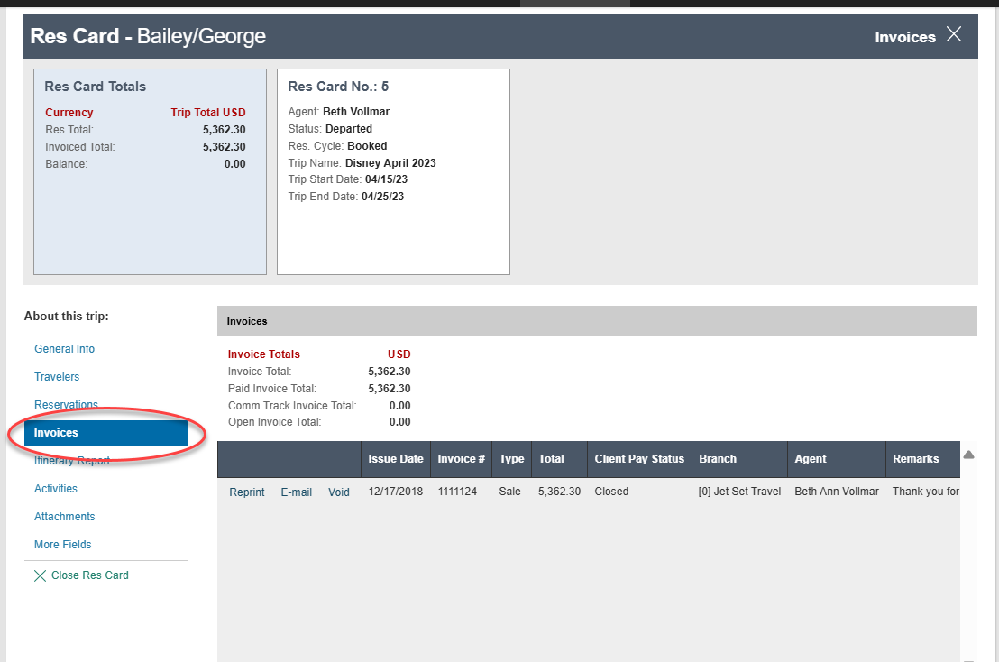 Res Card - Bailey/George
Invoices
Res Card Totals
Currency Trip Total USD
Res Total: 5,362.30
Invoiced Total: 5,362.30
Balance: 0.00
Res Card No.: 5
Agent: Beth Vollmar
Status: Departed
Res. Cycle: Booked
Trip Name: Disney April 2023
Trip Start Date: 04/15/23
Trip End Date: 04/25/23
About this trip:
General Info
Travelers
Reservations
Invoices
Itinerary Report
Activities
Attachments
More Fields
Close Res Card
Invoices
Invoice Totals USD
Invoice Total: 5,362.30
Paid Invoice Total: 5,362.30
Comm Track Invoice Total: 0.00
Open Invoice Total: 0.00
Issue Date Invoice # Type Total Client Pay Status Branch Agent Remarks
Reprint E-mail Void 12/17/2018 1111124 Sale 5,362.30 Closed [0] Jet Set Travel Beth Ann Vollmar Thank you for